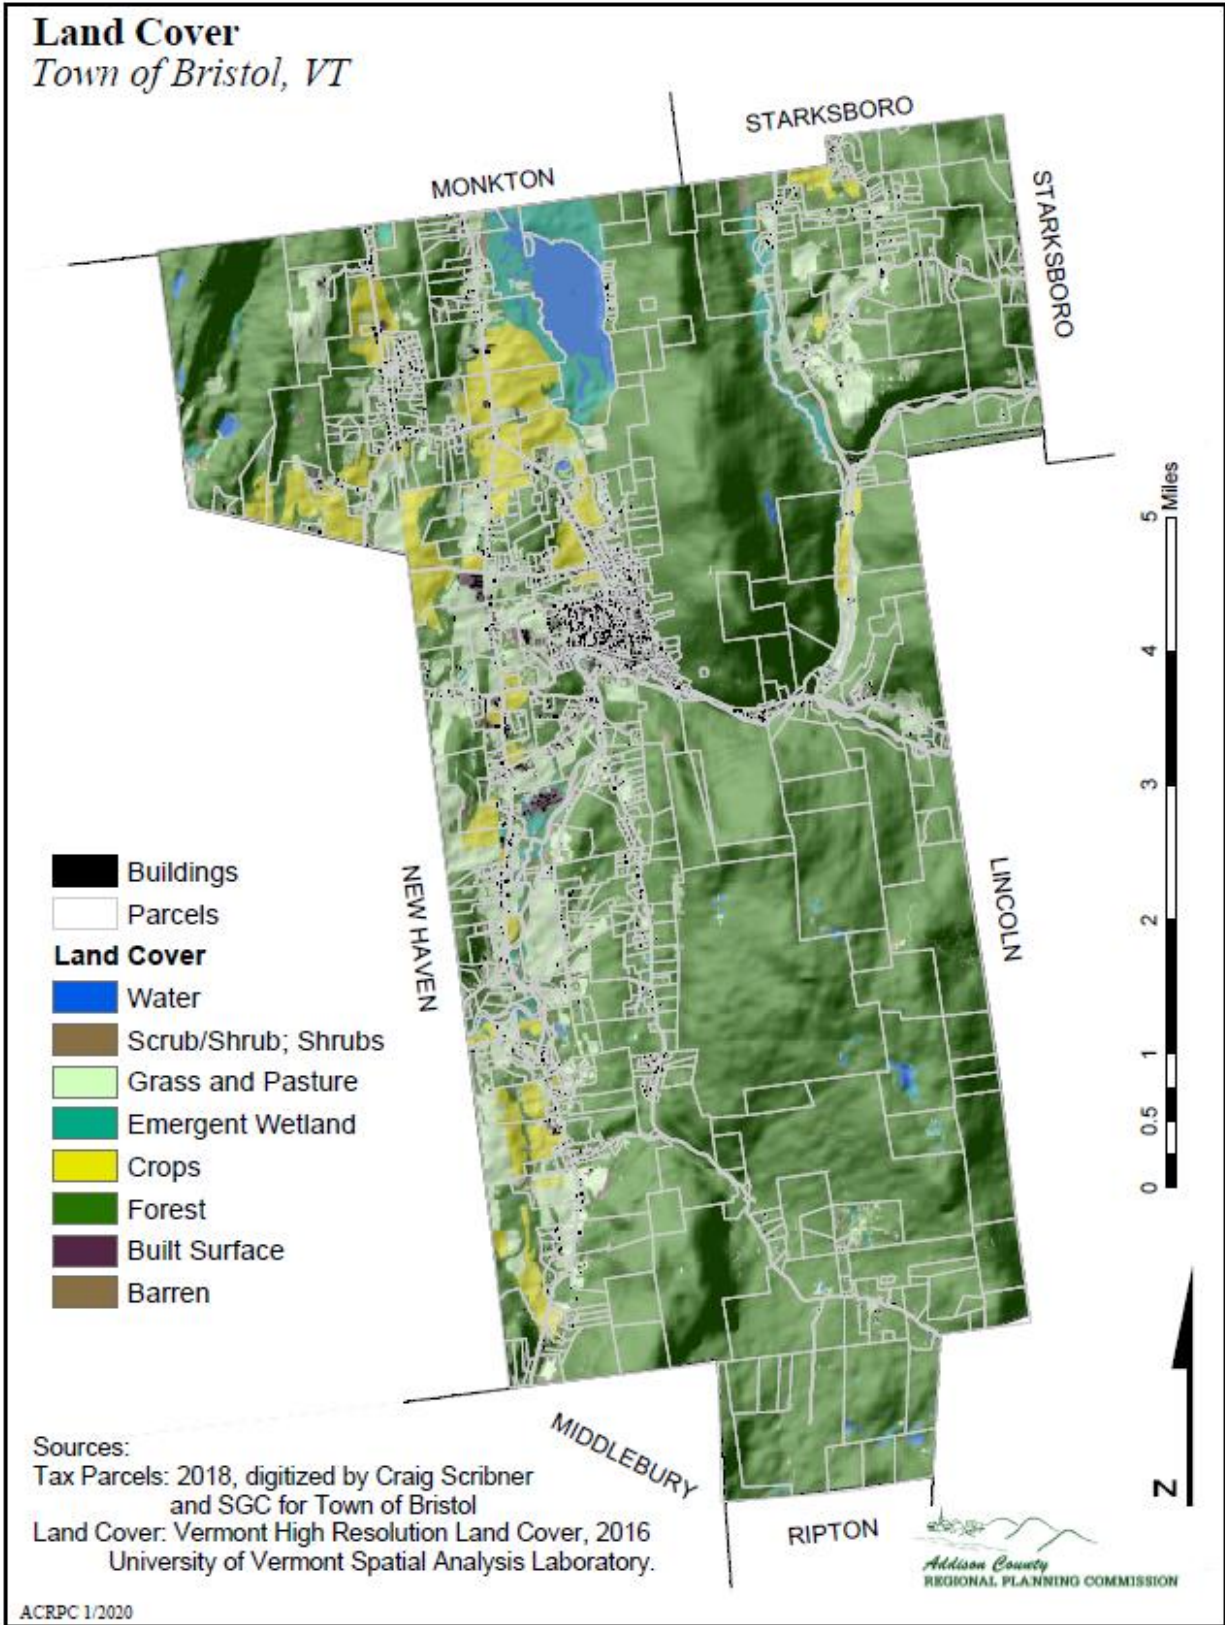 Land Cover
Town of Bristol, VT
STARKSBORO
MONKTON
STARKSBORO
5 Miles
4
3
2
1
0.5
0
Buildings
Parcels
Land Cover
Water
Scrub/Shrub; Shrubs
Grass and Pasture
Emergent Wetland
Crops
Forest
Built Surface
Barren
NEW HAVEN
LINCOLN
MIDDLEBURY
RIPTON
N
Sources:
Tax Parcels: 2018, digitized by Craig Scribner
and SGC for Town of Bristol
Land Cover: Vermont High Resolution Land Cover, 2016
University of Vermont Spatial Analysis Laboratory.
Addison County
REGIONAL PLANNING COMMISSION
ACRPC 1/2020